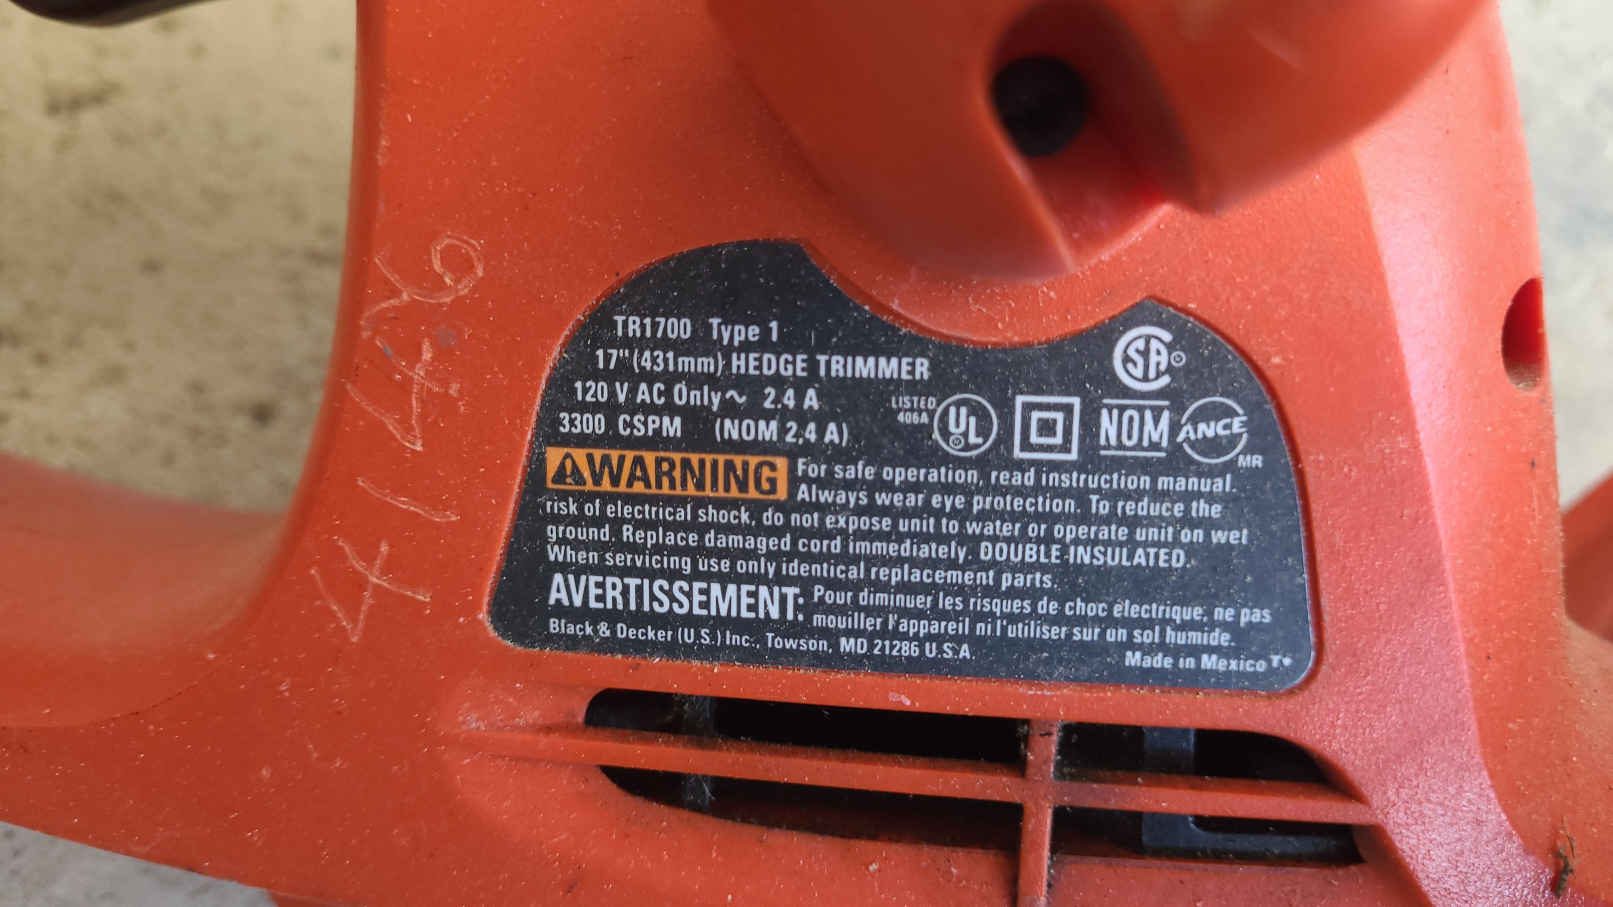 TR1700 Type 1
17" (431mm) HEDGE TRIMMER
120 V AC Only ~ 2.4 A
3300 CSPM (NOM 2,4 A)
LISTED
406A
UL
SA
NOM
ANCE
MR
WARNING For safe operation, read instruction manual.
Always wear eye protection. To reduce the
risk of electrical shock, do not expose unit to water or operate unit on wet
ground. Replace damaged cord immediately. DOUBLE INSULATED.
When servicing use only identical replacement parts.
AVERTISSEMENT: Pour diminuer les risques de choc électrique, ne pas
mouiller l'appareil ni l'utiliser sur un sol humide.
Black & Decker (U.S.) Inc., Towson, MD 21286 U.S.A.
Made in Mexico